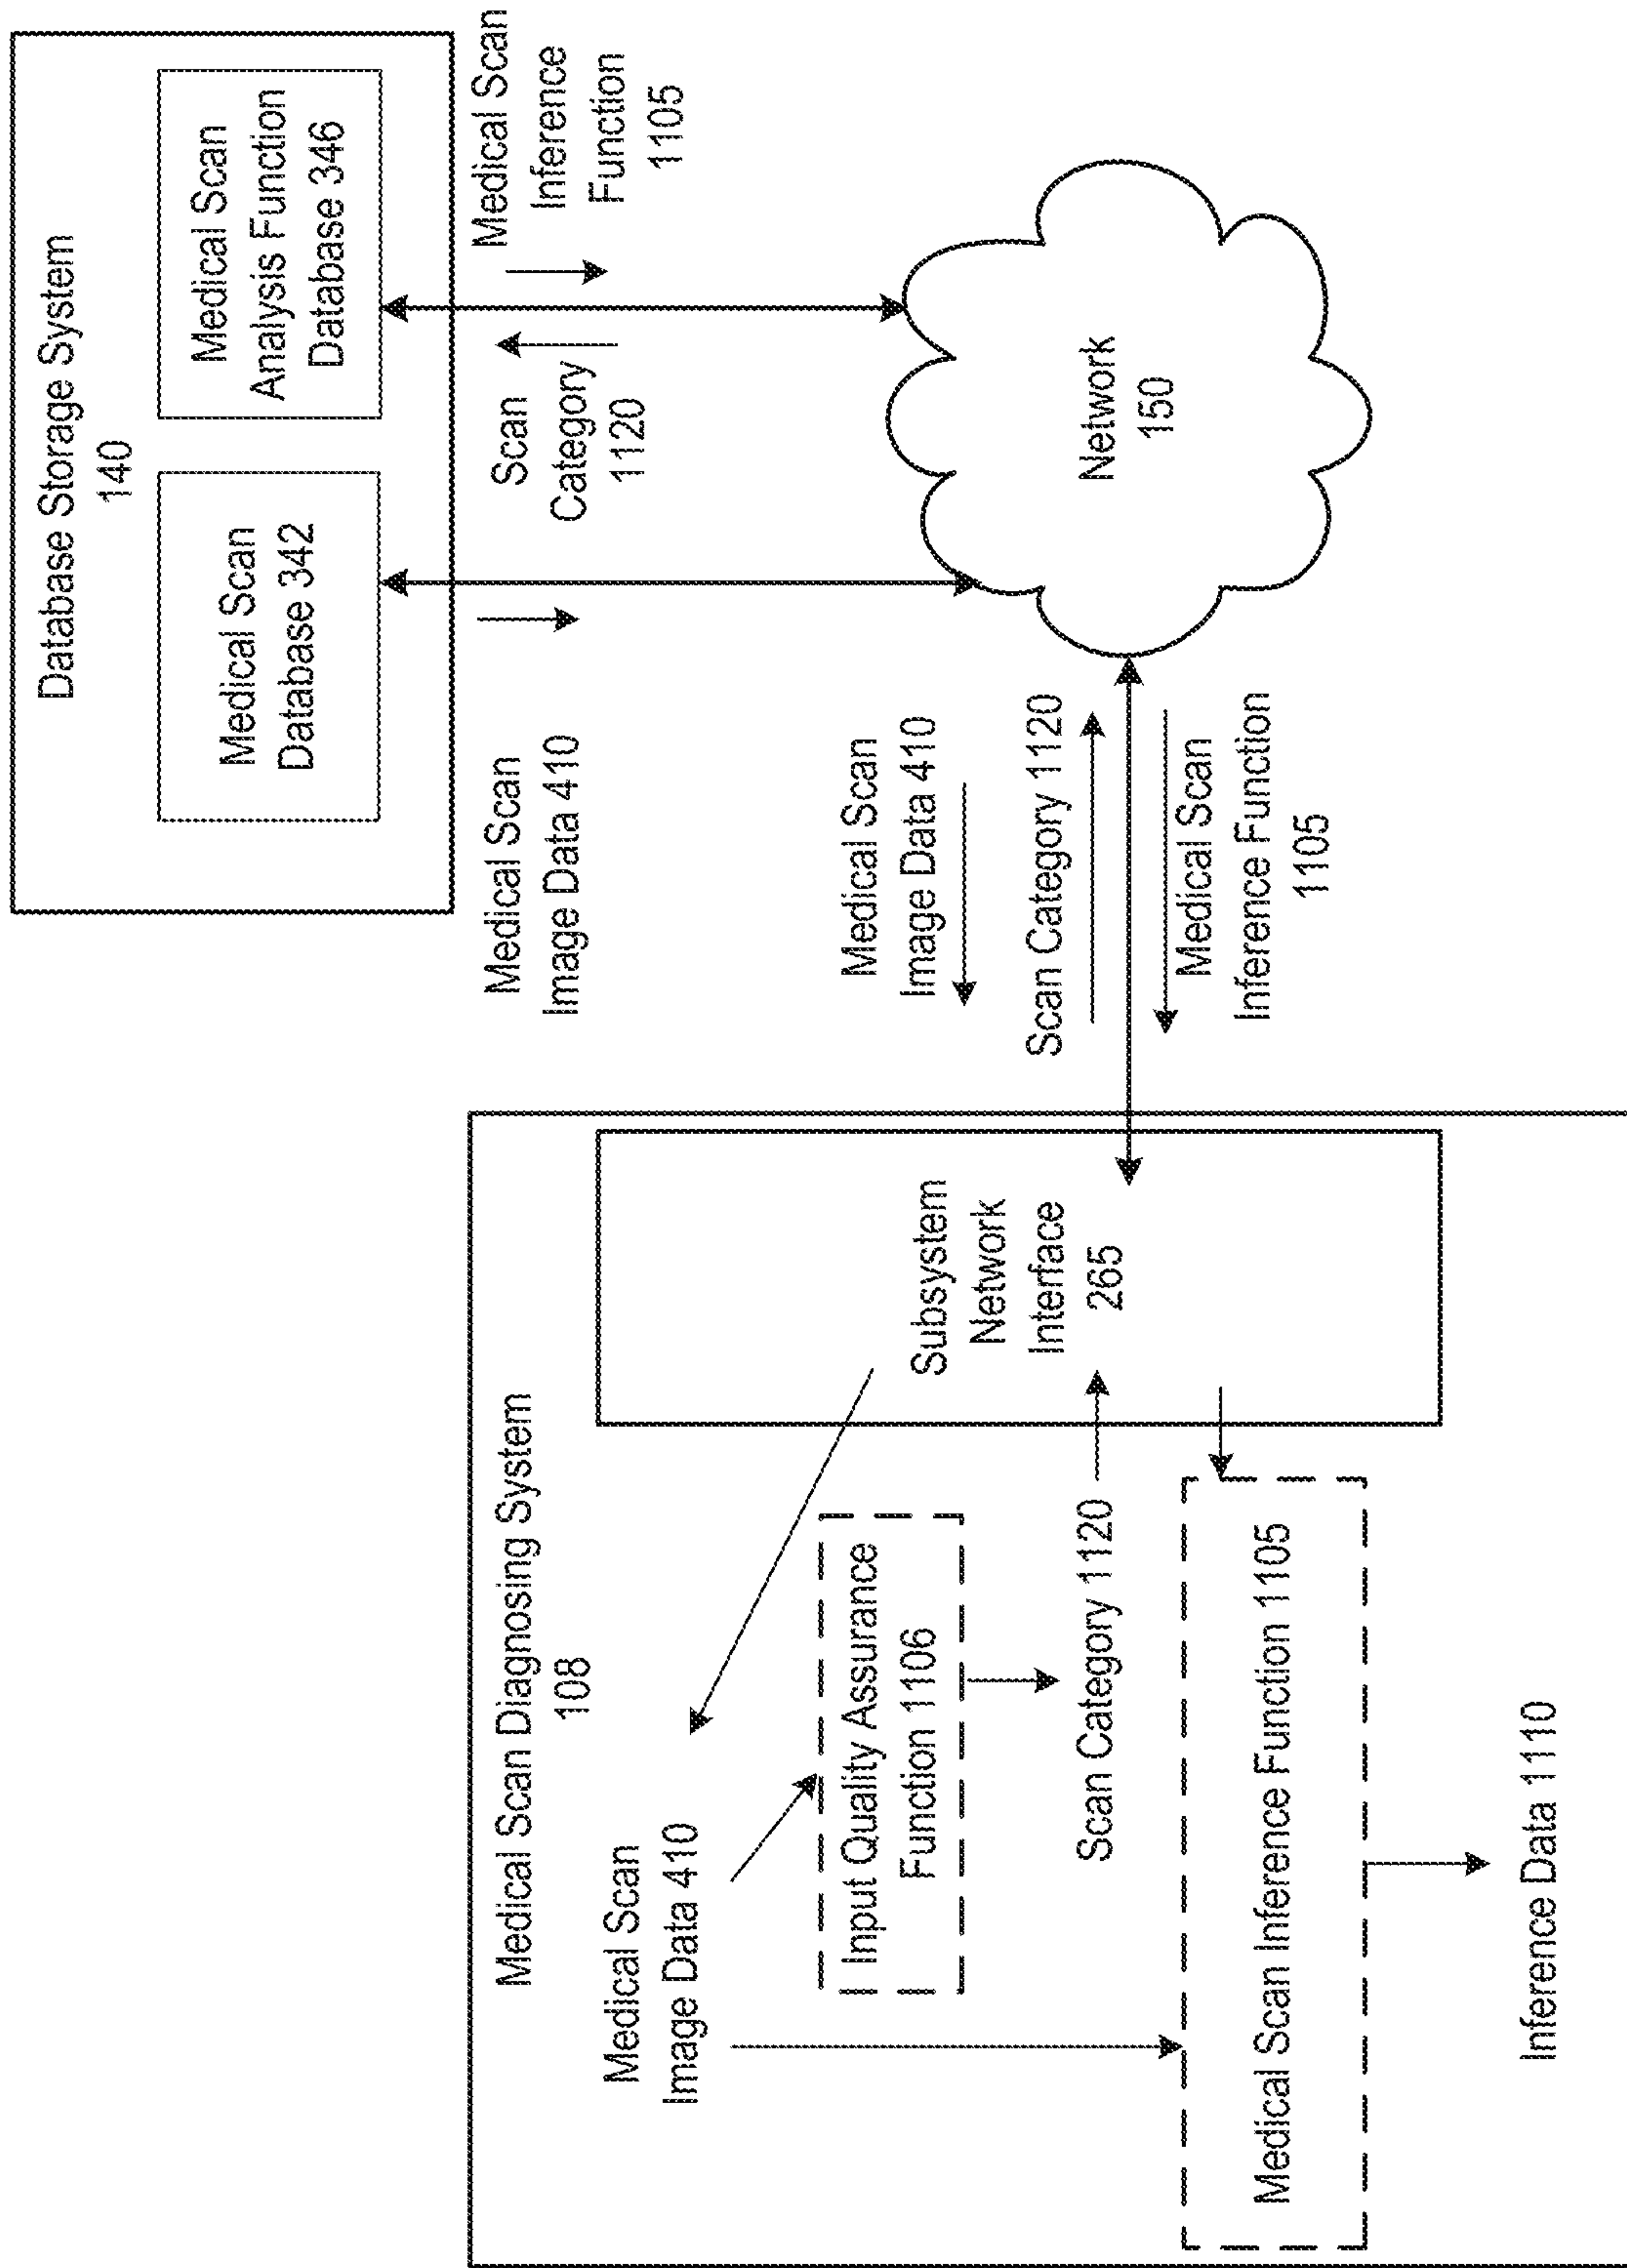 Medical Scan Diagnosing System
108
Medical Scan
Image Data 410
Input Quality Assurance
Function 1106
Scan Category 1120
Medical Scan Inference Function 1105
Inference Data 1110
Subsystem
Network
Interface
265
Medical Scan
Image Data 410
Scan Category 1120
Medical Scan
Inference Function
1105
Database Storage System
140
Medical Scan
Database 342
Medical Scan
Analysis Function
Database 346
Medical Scan
Image Data 410
Scan
Category
1120
Medical Scan
Inference
Function
1105
Network
150